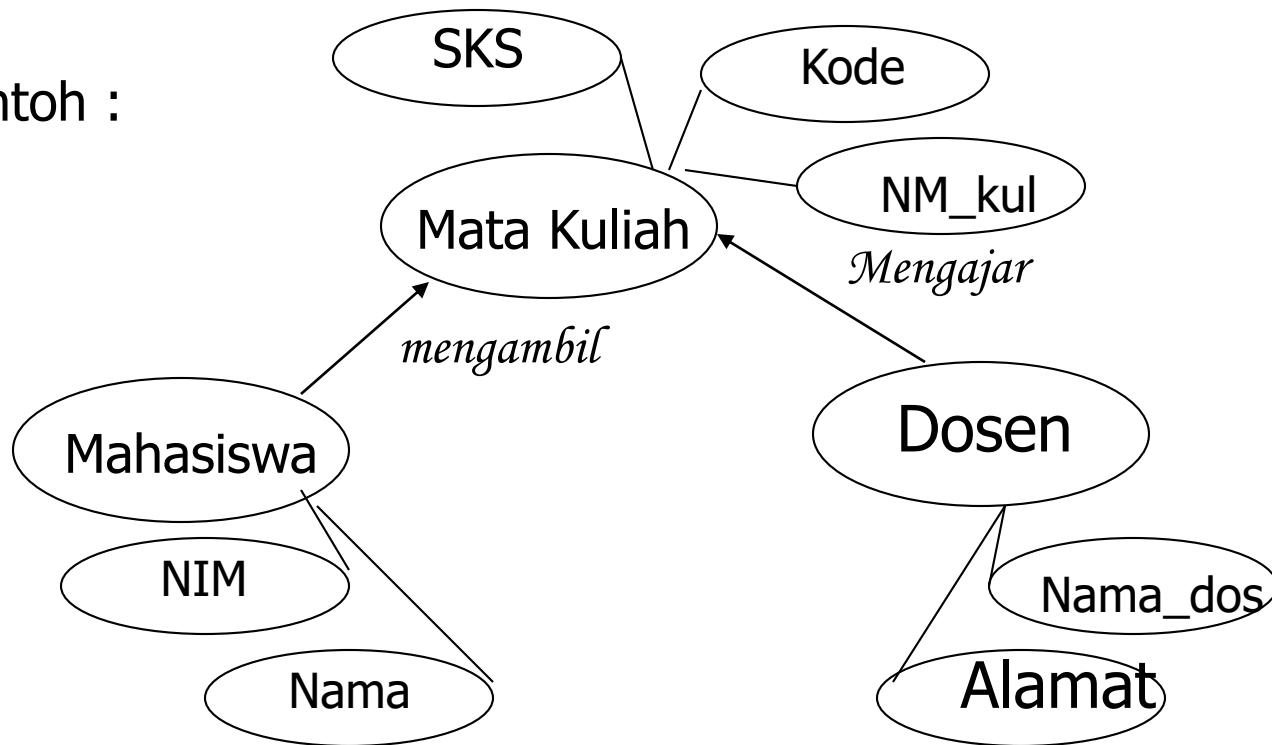 SKS
Kode
ntoh :
NM_kul
Mata Kuliah
Mengajar
mengambil
Dosen
Mahasiswa
NIM
Nama_dos
Nama
Alamat